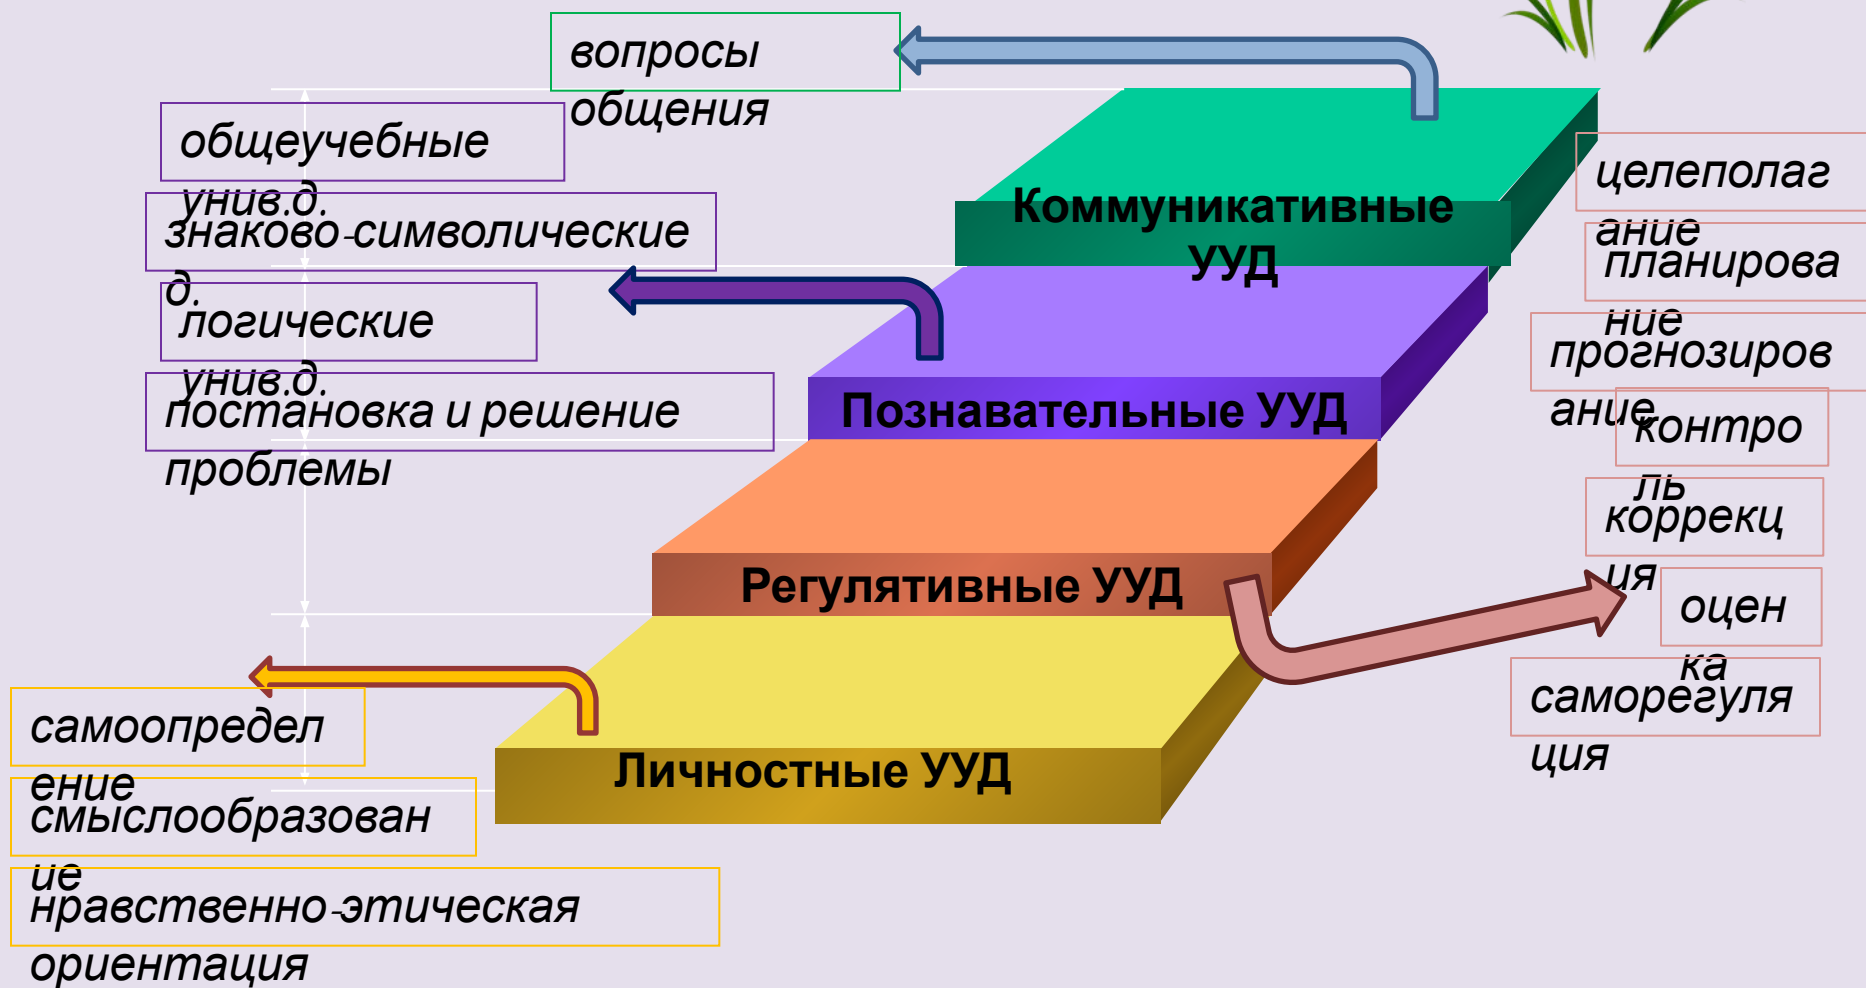 вопросы
общения
общеучебные
унив.д.
знаково-символические
д.
логические
унив.д.
постановка и решение
проблемы
Коммуникативные
УУД
Познавательные УУД
Регулятивные УУД
Личностные УУД
целеполаг
ание
планирова
ние
прогнозиров
ание
контро
ль
коррекц
ия
оцен
ка
саморегуля
ция
самоопредел
ение
смыслообразован
ие
нравственно-этическая
ориентация